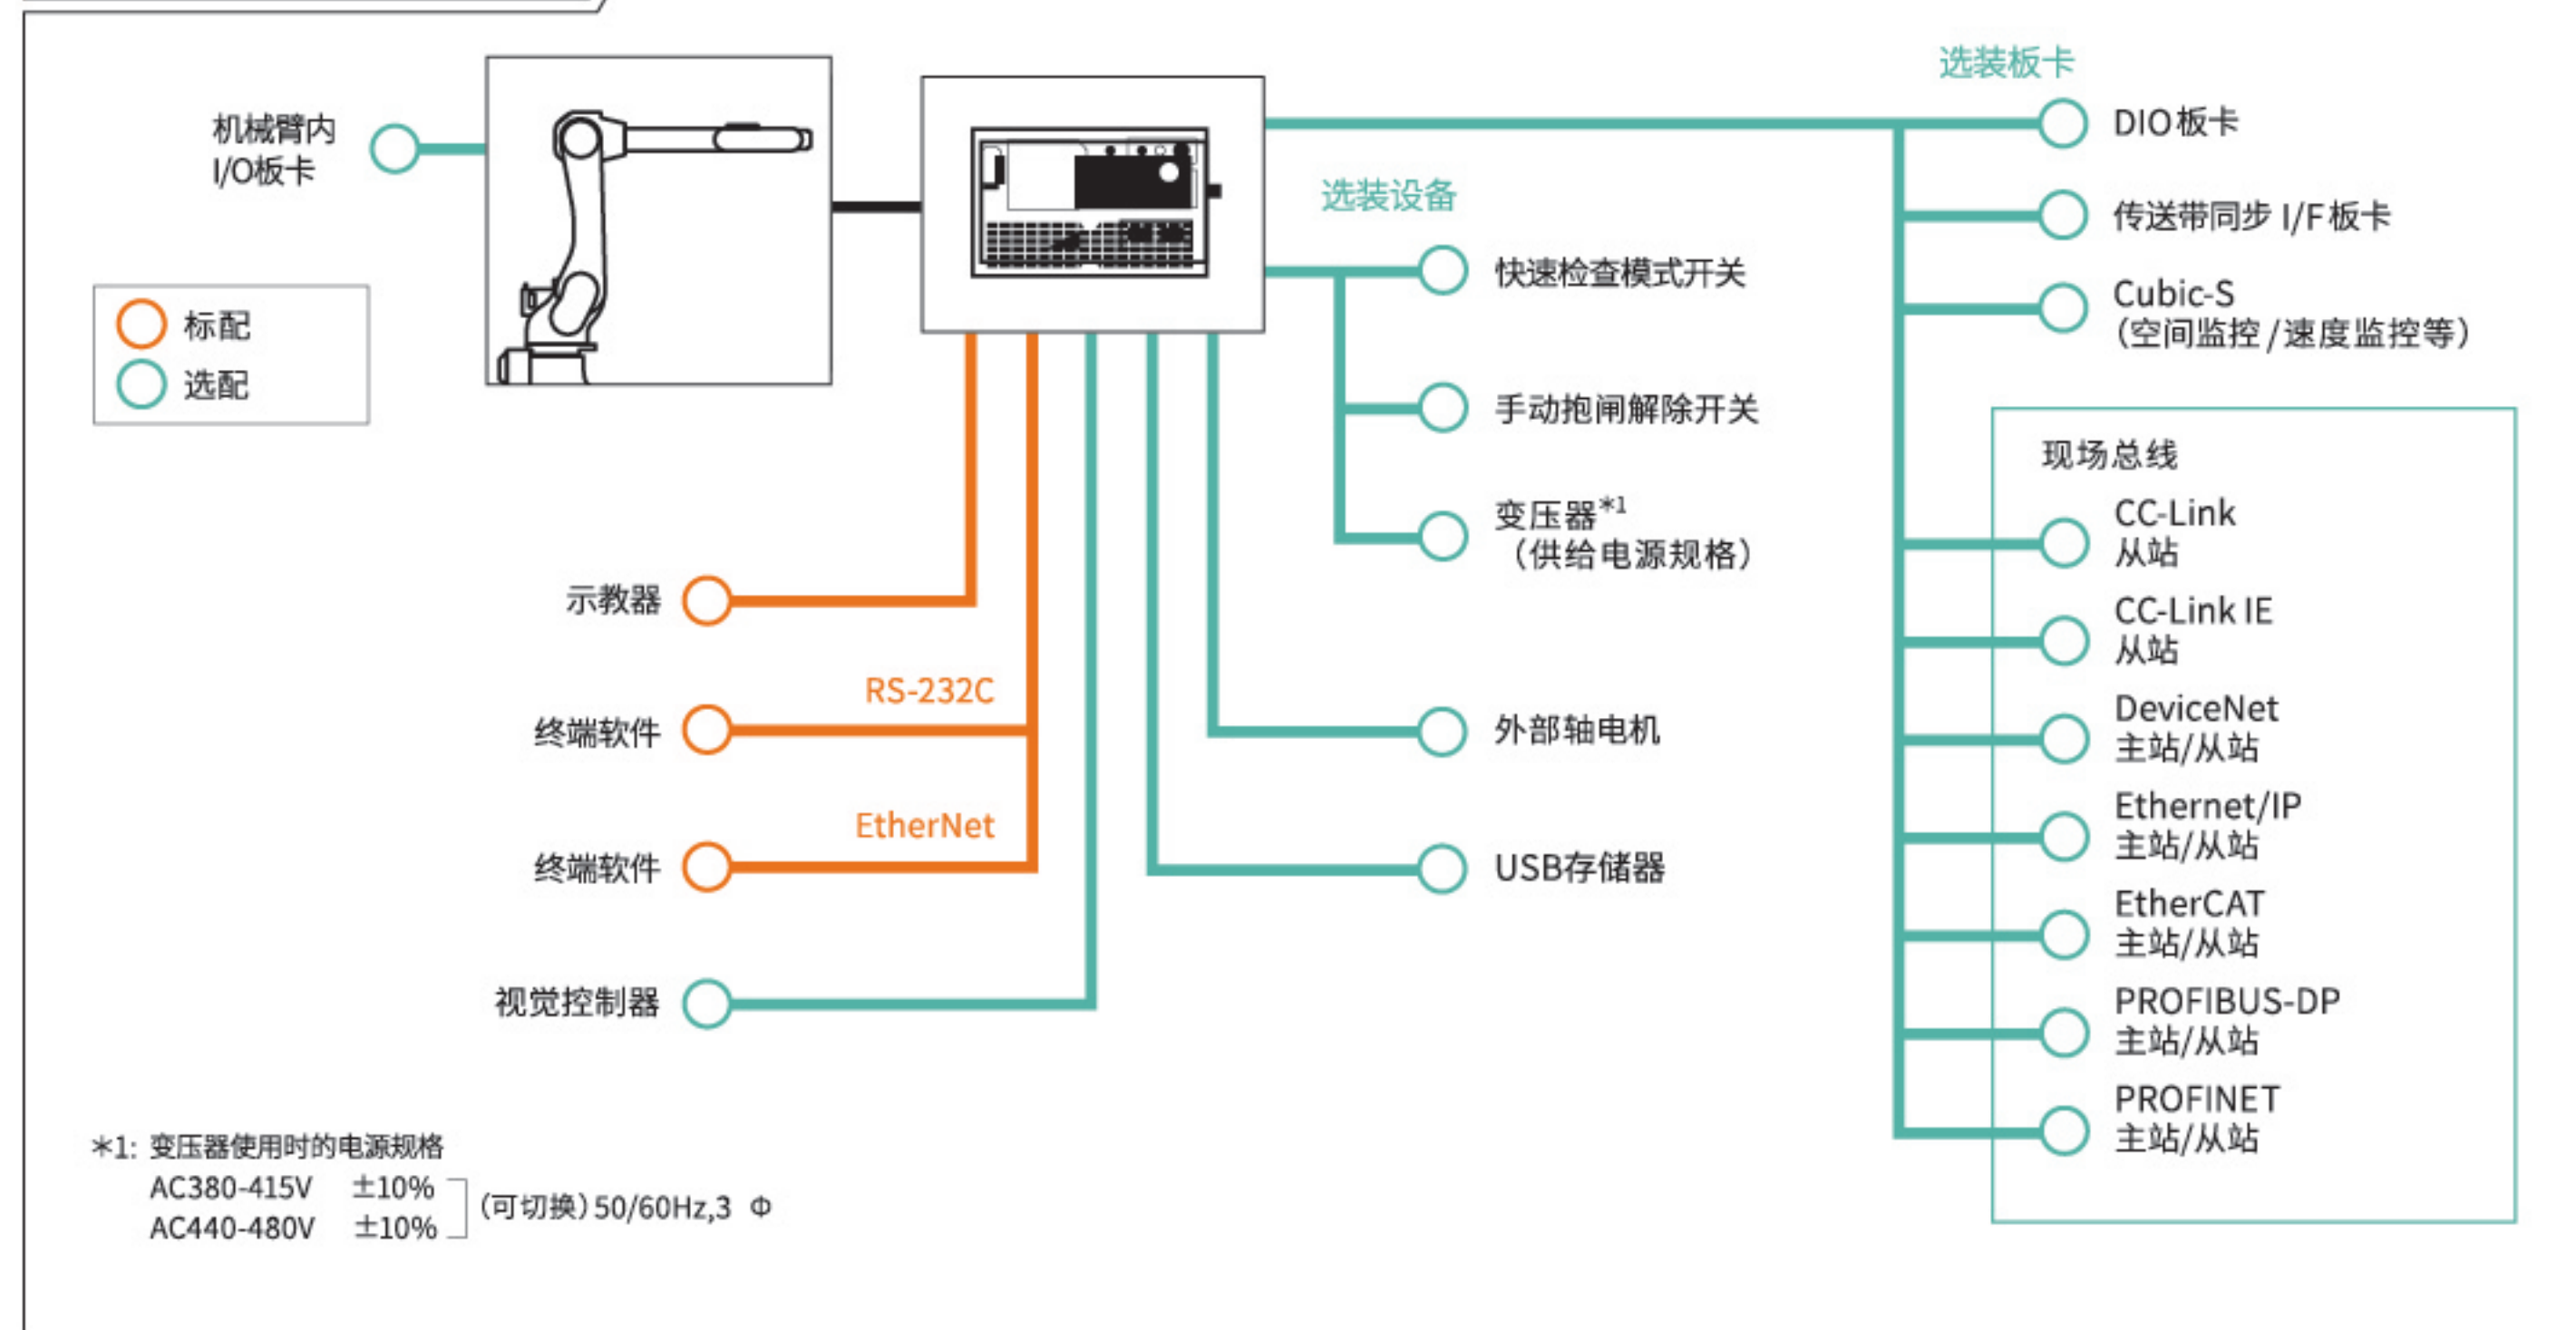 机械臂内
I/O板卡
标配
选配
示教器
RS-232C
终端软件
EtherNet
终端软件
视觉控制器
选装设备
快速检查模式开关
手动抱闸解除开关
变压器*1
（供给电源规格）
外部轴电机
USB存储器
选装板卡
DIO板卡
传送带同步 I/F板卡
Cubic-S
（空间监控/速度监控等）
现场总线
CC-Link
从站
CC-Link IE
从站
DeviceNet
主站/从站
Ethernet/IP
主站/从站
EtherCAT
主站/从站
PROFIBUS-DP
主站/从站
PROFINET
主站/从站
*1: 变压器使用时的电源规格
AC380-415V ±10%
AC440-480V ±10%
(可切换)50/60Hz,3 Φ